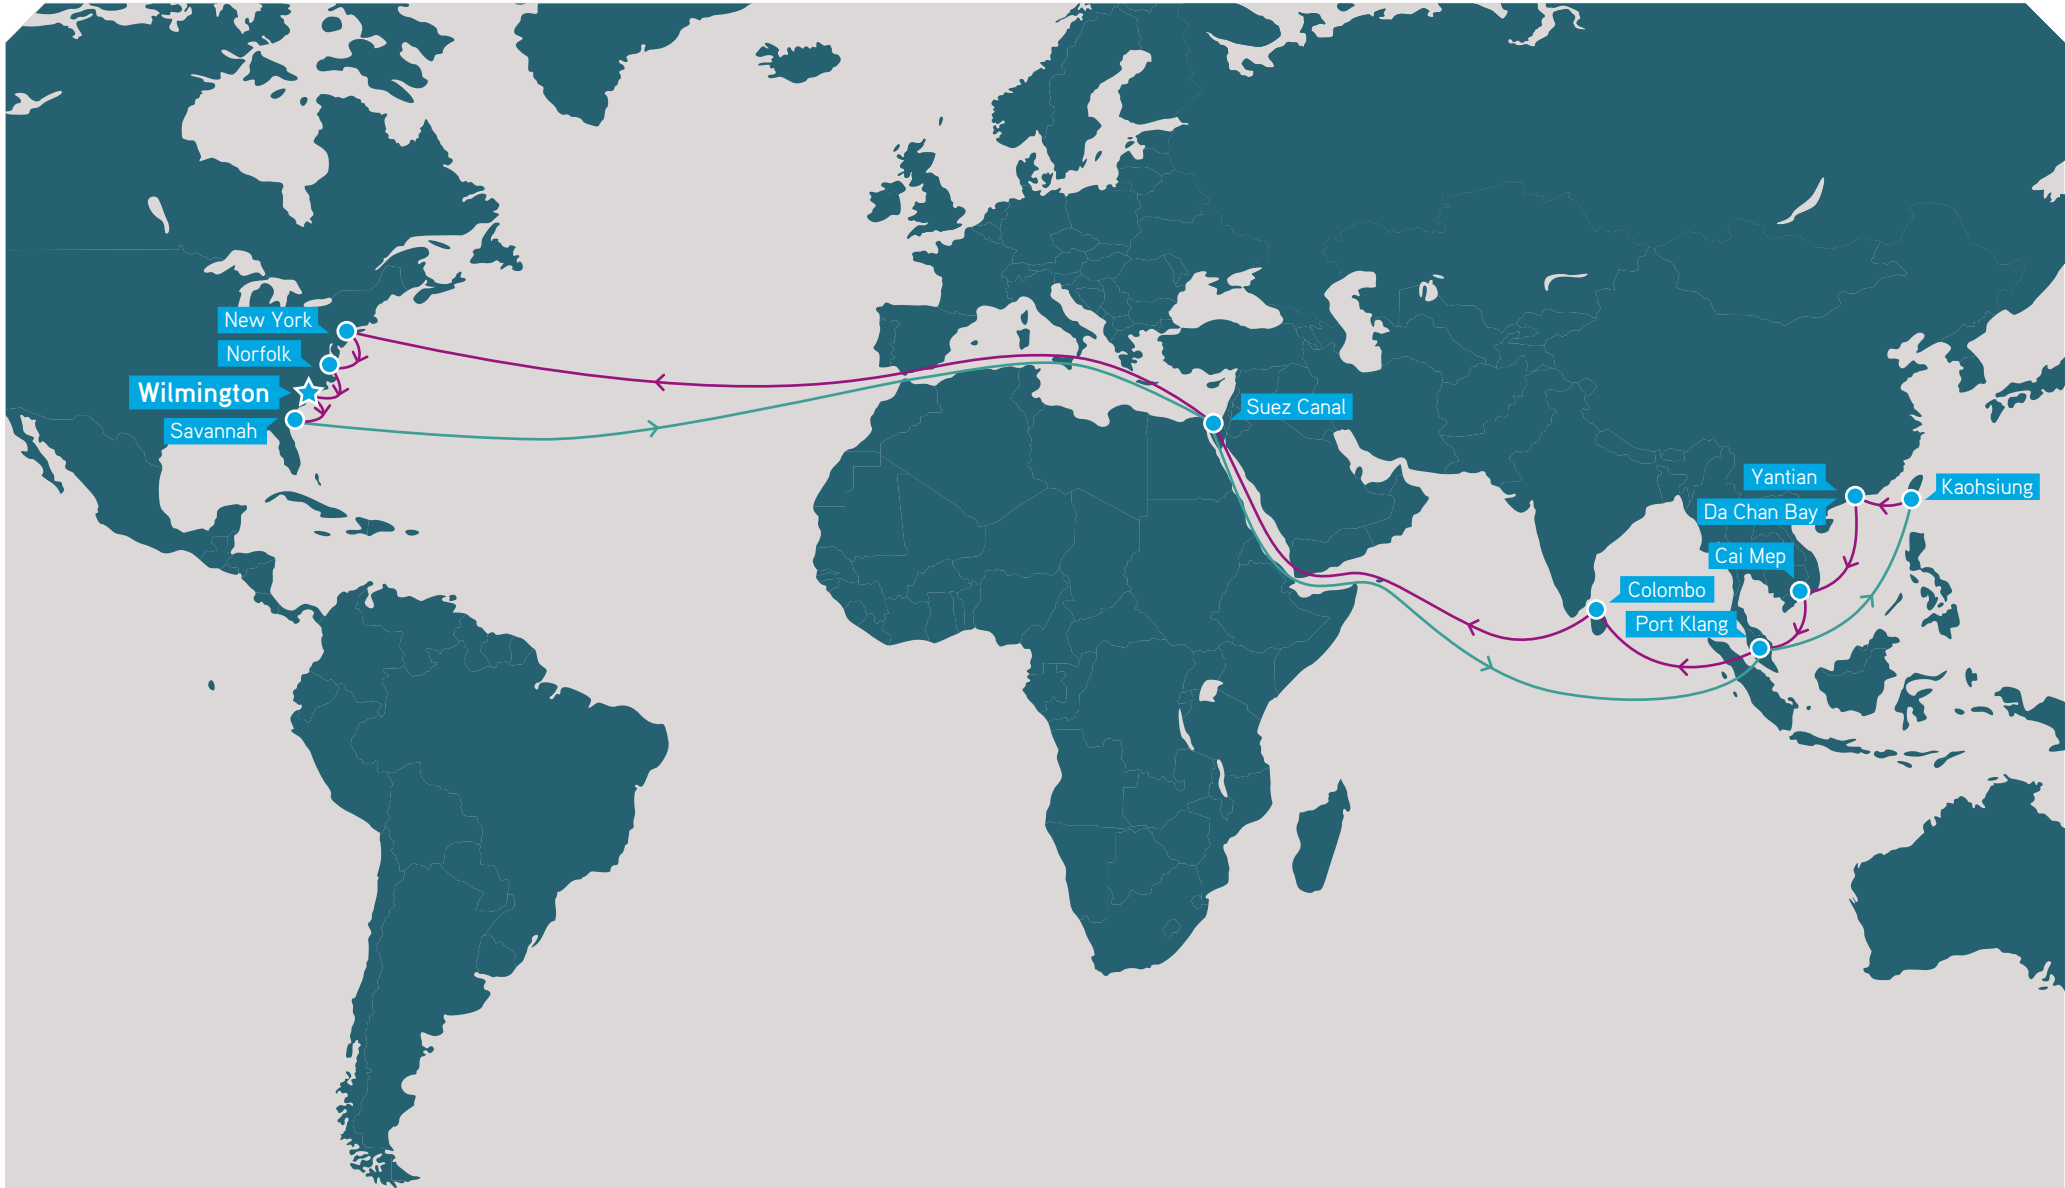 New York
Norfolk
Wilmington
Savannah
Suez Canal
Yantian
Kaohsiung
Da Chan Bay
Cai Mep
Colombo
Port Klang